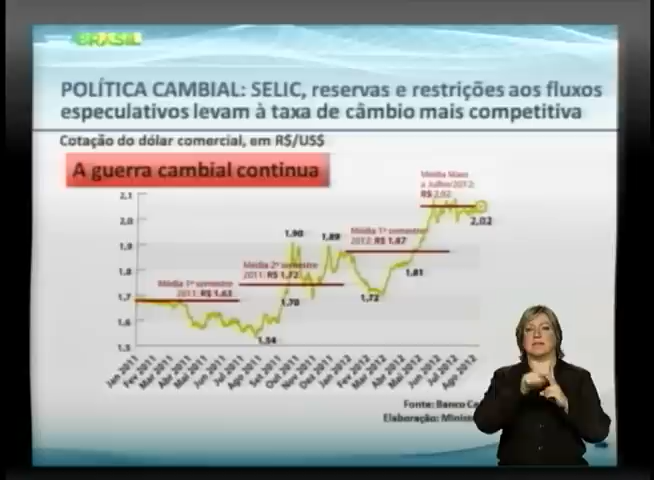 BRASIL
POLÍTICA CAMBIAL: SELIC, reservas e restrições aos fluxos
especulativos levam à taxa de câmbio mais competitiva
Cotação do dólar comercial, em R$/US$
A guerra cambial continua
Média Maio
a Julho 2012:
R$ 2,02
2,1
2,0
1,9
1,8
1,7
1,6
1,5
2,02
1,90
1,89
Média 1º semestre
2012: R$ 1,87
Média 2º semestre
2011: R$ 1,72
1,81
Média 1º semestre
2011: R$ 1,63
1,70
1,72
1,54
Jan 2011
Fev 2011
Mar 2011
Abr 2011
Mai 2011
Jun 2011
Jul 2011
Ago 2011
Set 2011
Out 2011
Nov 2011
Dez 2011
Jan 2012
Fev 2012
Mar 2012
Abr 2012
Mai 2012
Jun 2012
Jul 2012
Ago 2012
Fonte: Banco
Elaboração: